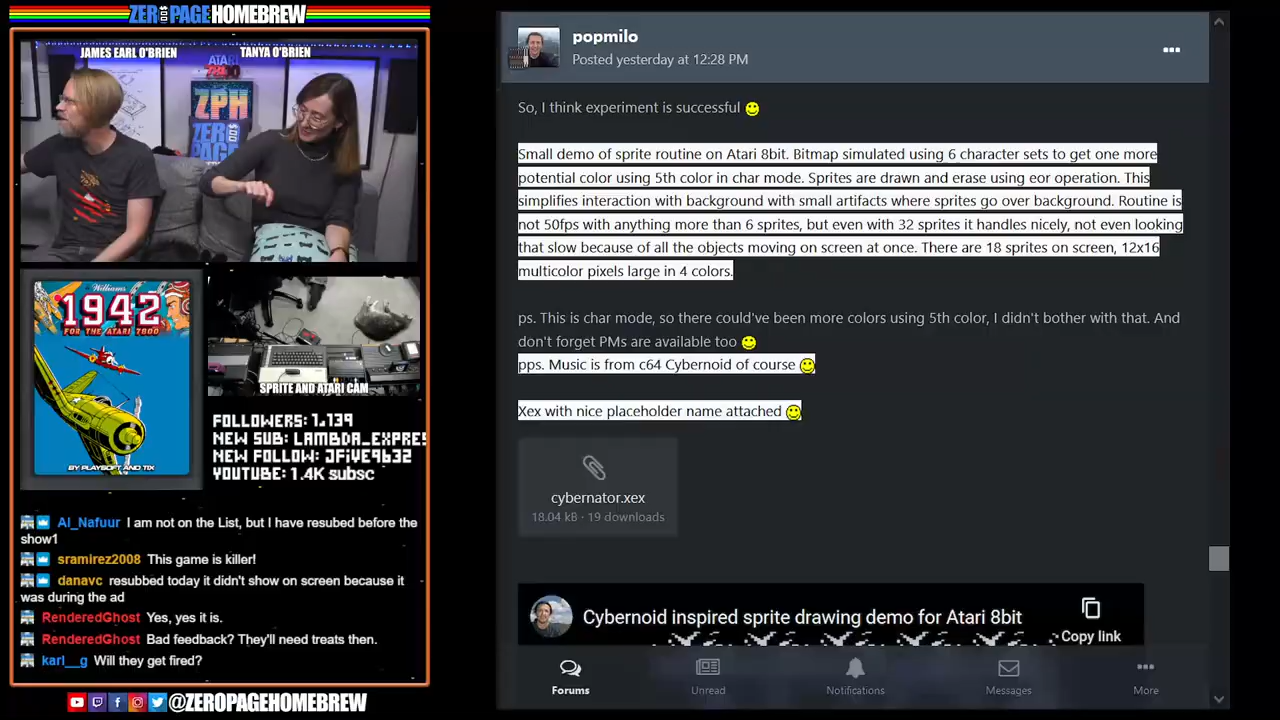 ZERO PAGE HOMEBREW
JAMES EARL O'BRIEN
TANYA O'BRIEN
ATARI
ZPH
ZERO
PAGE
Williams
1942
FOR THE ATARI 7800
BY PLAYSOFT AND TIX
SPRITE AND ATARI CAM
FOLLOWERS: 1,139
NEW SUB: LAMBDA_EXPRES
NEW FOLLOW: JFIVE9632
YOUTUBE: 1.4K subsc
Al_Nafuur I am not on the List, but I have resubed before the
show1
sramirez2008 This game is killer!
danavc resubbed today it didn't show on screen because it
was during the ad
RenderedGhost Yes, yes it is.
RenderedGhost Bad feedback? They'll need treats then.
karl__g Will they get fired?
@ZEROPAGEHOMEBREW
popmilo
Posted yesterday at 12:28 PM
So, I think experiment is successful
Small demo of sprite routine on Atari 8bit. Bitmap simulated using 6 character sets to get one more
potential color using 5th color in char mode. Sprites are drawn and erase using eor operation. This
simplifies interaction with background with small artifacts where sprites go over background. Routine is
not 50fps with anything more than 6 sprites, but even with 32 sprites it handles nicely, not even looking
that slow because of all the objects moving on screen at once. There are 18 sprites on screen, 12x16
multicolor pixels large in 4 colors.
ps. This is char mode, so there could've been more colors using 5th color, I didn't bother with that. And
don't forget PMs are available too
pps. Music is from c64 Cybernoid of course
Xex with nice placeholder name attached
cybernator.xex
18.04 kB · 19 downloads
Cybernoid inspired sprite drawing demo for Atari 8bit
Copy link
Forums
Unread
Notifications
Messages
More